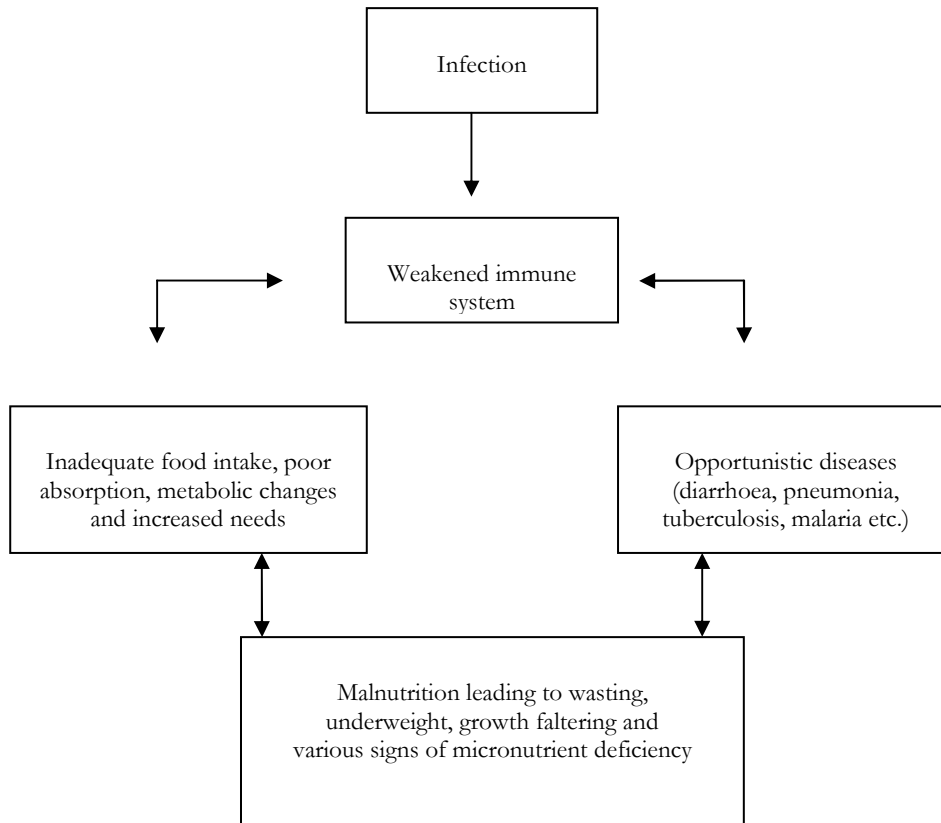 Infection
Weakened immune
system
Inadequate food intake, poor
absorption, metabolic changes
and increased needs
Opportunistic diseases
(diarrhoea, pneumonia,
tuberculosis, malaria etc.)
Malnutrition leading to wasting,
underweight, growth faltering and
various signs of micronutrient deficiency